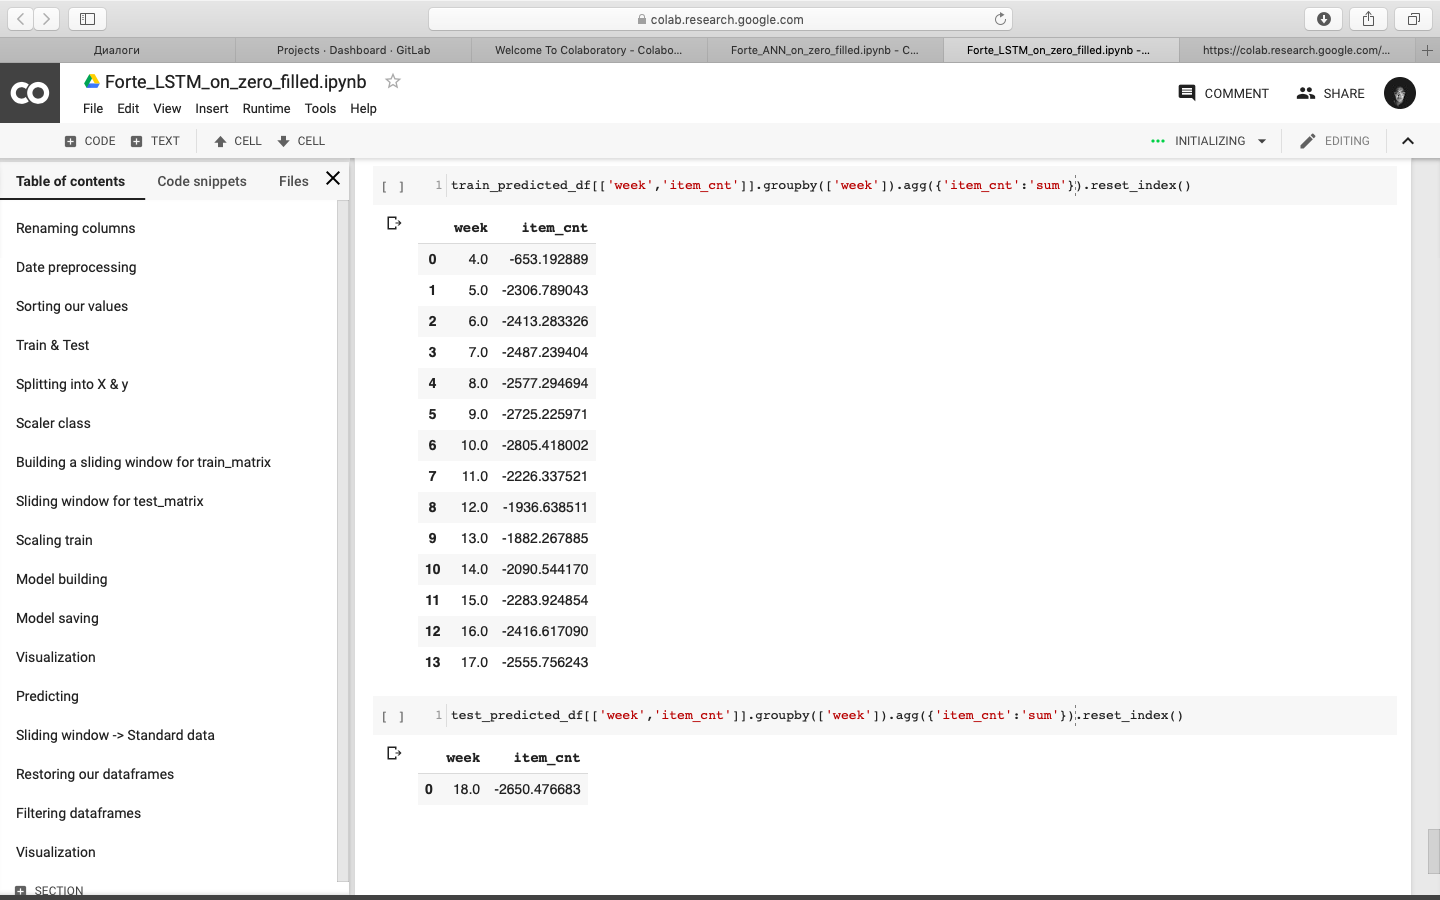 colab.research.google.com
Диалоги
Projects · Dashboard · GitLab
Welcome To Colaboratory - Colabo...
Forte_ANN_on_zero_filled.ipynb - C...
Forte_LSTM_on_zero_filled.ipynb -...
https://colab.research.google.com/...
CO
Forte_LSTM_on_zero_filled.ipynb
File Edit View Insert Runtime Tools Help
COMMENT
SHARE
CODE TEXT CELL CELL
INITIALIZING
EDITING
Table of contents
Code snippets
Files
Renaming columns
Date preprocessing
Sorting our values
Train & Test
Splitting into X & y
Scaler class
Building a sliding window for train_matrix
Sliding window for test_matrix
Scaling train
Model building
Model saving
Visualization
Predicting
Sliding window -> Standard data
Restoring our dataframes
Filtering dataframes
Visualization
SECTION
[ ] 1 train_predicted_df[['week','item_cnt']].groupby(['week']).agg({'item_cnt':'sum'}).reset_index()
week item_cnt
0 4.0 -653.192889
1 5.0 -2306.789043
2 6.0 -2413.283326
3 7.0 -2487.239404
4 8.0 -2577.294694
5 9.0 -2725.225971
6 10.0 -2805.418002
7 11.0 -2226.337521
8 12.0 -1936.638511
9 13.0 -1882.267885
10 14.0 -2090.544170
11 15.0 -2283.924854
12 16.0 -2416.617090
13 17.0 -2555.756243
[ ] 1 test_predicted_df[['week','item_cnt']].groupby(['week']).agg({'item_cnt':'sum'}).reset_index()
week item_cnt
0 18.0 -2650.476683